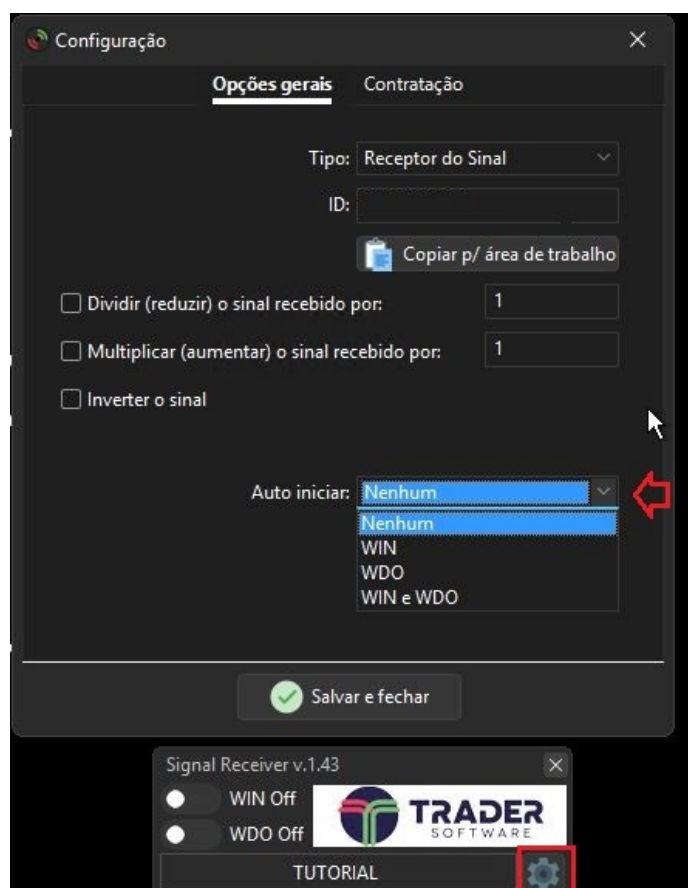 Configuração
Opções gerais Contratação
Tipo: Receptor do Sinal
ID:
Copiar p/ área de trabalho
Dividir (reduzir) o sinal recebido por: 1
Multiplicar (aumentar) o sinal recebido por: 1
Inverter o sinal
Auto iniciar: Nenhum
Nenhum
WIN
WDO
WIN e WDO
Salvar e fechar
Signal Receiver v.1.43
WIN Off
WDO Off
TRADER
SOFTWARE
TUTORIAL